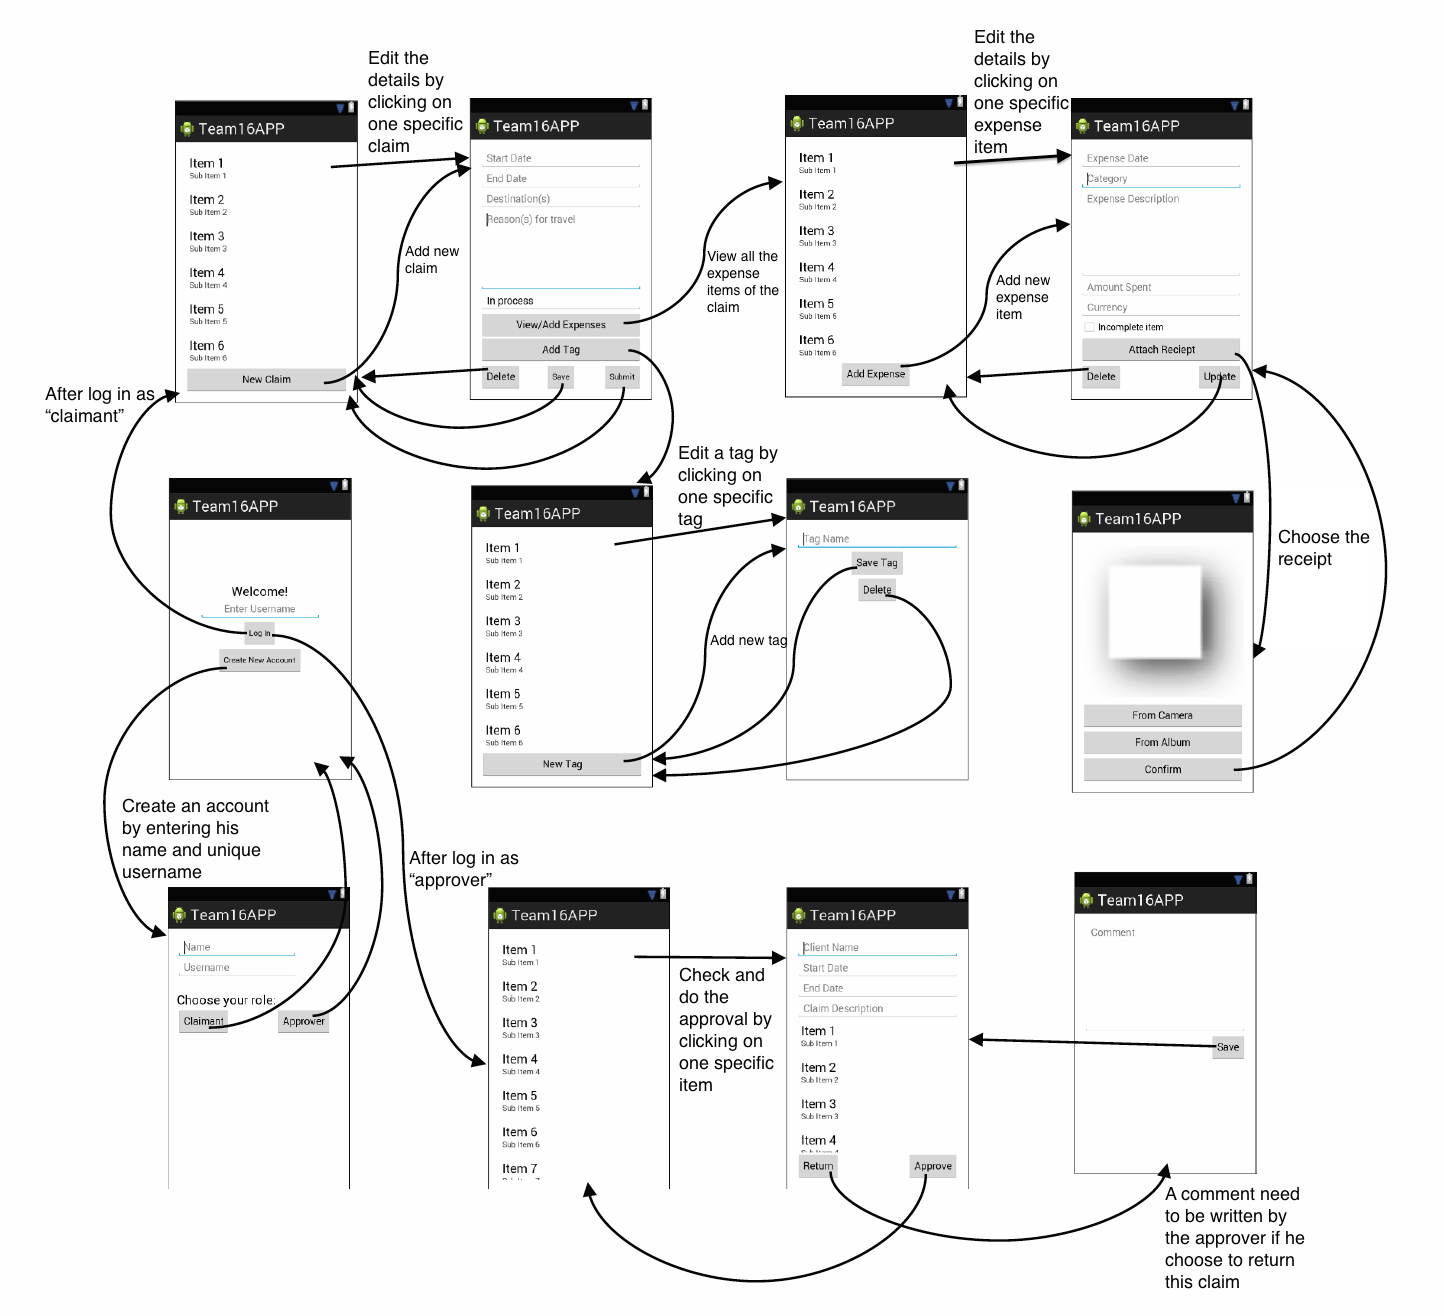 Edit the
details by
clicking on
one specific
claim
Edit the
details by
clicking on
one specific
expense
item
Team16APP
Item 1
Sub Item 1
Item 2
Sub Item 2
Item 3
Sub Item 3
Item 4
Sub Item 4
Item 5
Sub Item 5
Item 6
Sub Item 6
New Claim
Add new
claim
Team16APP
Start Date
End Date
Destination(s)
Reason(s) for travel
In process
View/Add Expenses
Add Tag
Delete
Save
Submit
View all the
expense
items of the
claim
Team16APP
Item 1
Sub Item 1
Item 2
Sub Item 2
Item 3
Sub Item 3
Item 4
Sub Item 4
Item 5
Sub Item 5
Item 6
Sub Item 6
Add Expense
Add new
expense
item
Team16APP
Expense Date
Category
Expense Description
Amount Spent
Currency
Incomplete item
Attach Reciept
Delete
Update
After log in as
“claimant”
Team16APP
Welcome!
Enter Username
Log In
Create New Account
Team16APP
Item 1
Sub Item 1
Item 2
Sub Item 2
Item 3
Sub Item 3
Item 4
Sub Item 4
Item 5
Sub Item 5
Item 6
Sub Item 6
New Tag
Edit a tag by
clicking on
one specific
tag
Add new tag
Team16APP
Tag Name
Save Tag
Delete
Team16APP
From Camera
From Album
Confirm
Choose the
receipt
Create an account
by entering his
name and unique
username
Team16APP
Name
Username
Choose your role:
Claimant
Approver
After log in as
“approver”
Team16APP
Item 1
Sub Item 1
Item 2
Sub Item 2
Item 3
Sub Item 3
Item 4
Sub Item 4
Item 5
Sub Item 5
Item 6
Sub Item 6
Item 7
Check and
do the
approval by
clicking on
one specific
item
Team16APP
Client Name
Start Date
End Date
Claim Description
Item 1
Sub Item 1
Item 2
Sub Item 2
Item 3
Sub Item 3
Item 4
Return
Approve
Team16APP
Comment
Save
A comment need
to be written by
the approver if he
choose to return
this claim